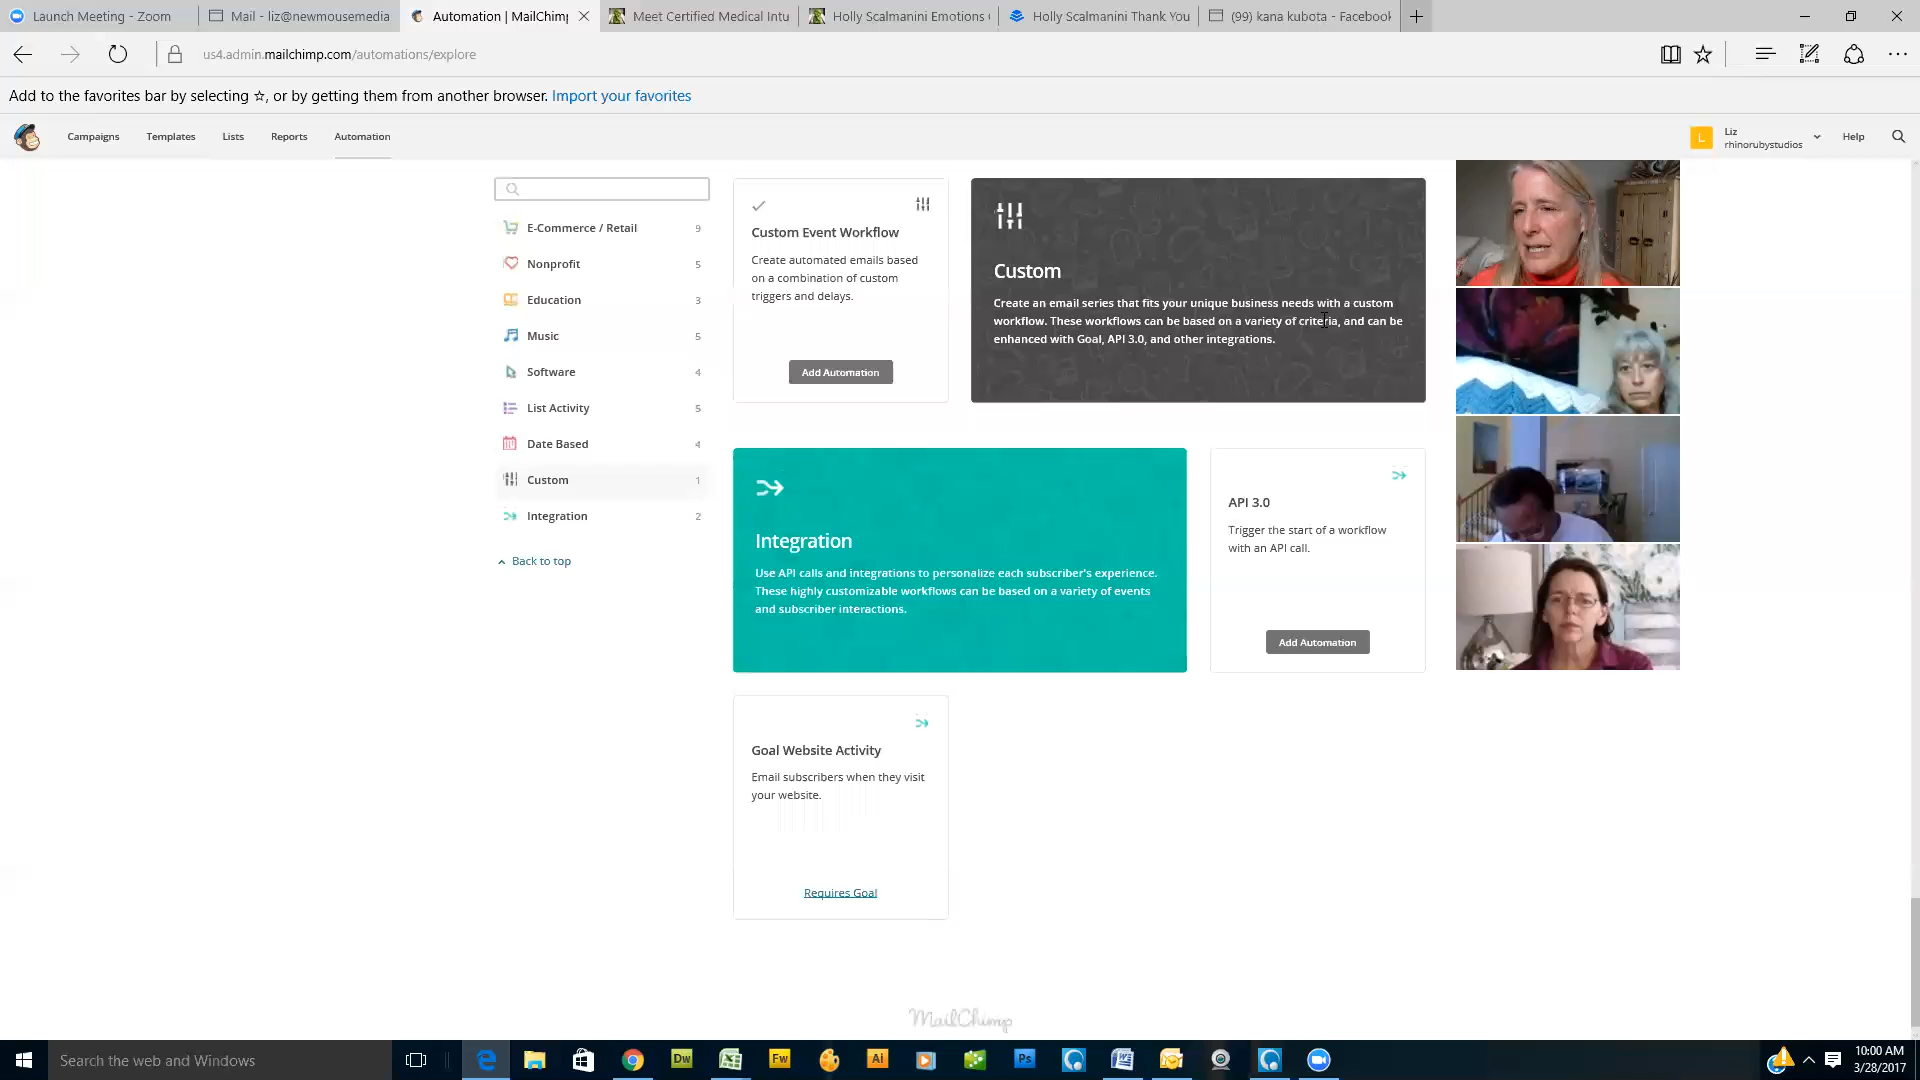 Launch Meeting - Zoom
Mail - liz@newmousemedia
Automation | MailChimp
Meet Certified Medical Intu
Holly Scalmanini Emotions
Holly Scalmanini Thank You
(99) kana kubota - Facebook
us4.admin.mailchimp.com/automations/explore
Add to the favorites bar by selecting ☆, or by getting them from another browser. Import your favorites
Campaigns
Templates
Lists
Reports
Automation
L
Liz
rhinorubystudios
Help
E-Commerce / Retail 9
Nonprofit 5
Education 3
Music 5
Software 4
List Activity 5
Date Based 4
Custom 1
Integration 2
Back to top
Custom Event Workflow
Create automated emails based
on a combination of custom
triggers and delays.
Add Automation
Custom
Create an email series that fits your unique business needs with a custom
workflow. These workflows can be based on a variety of criteria, and can be
enhanced with Goal, API 3.0, and other integrations.
Integration
Use API calls and integrations to personalize each subscriber's experience.
These highly customizable workflows can be based on a variety of events
and subscriber interactions.
API 3.0
Trigger the start of a workflow
with an API call.
Add Automation
Goal Website Activity
Email subscribers when they visit
your website.
Requires Goal
MailChimp
Search the web and Windows
Dw
Fw
Ai
Ps
10:00 AM
3/28/2017